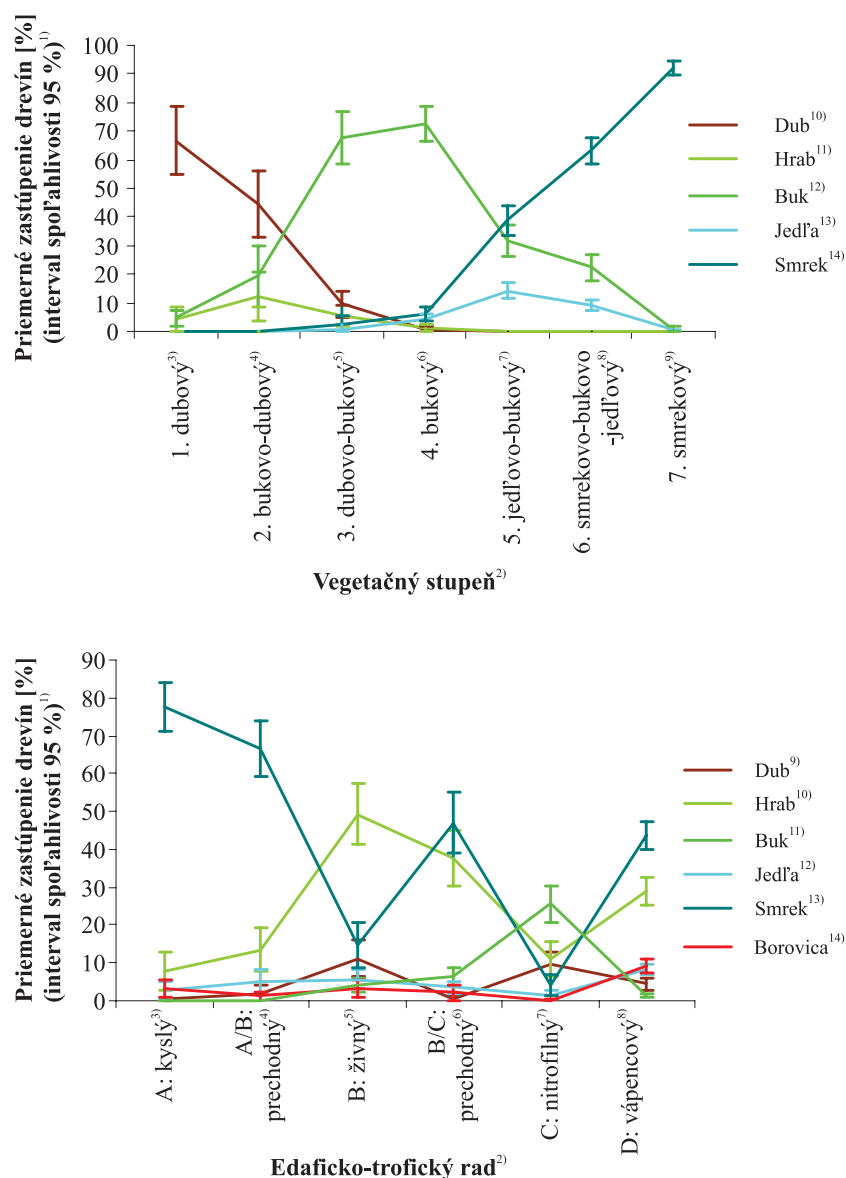 Priemerné zastúpenie drevín [%]
(interval spoľahlivosti 95 %)1)
100
90
80
70
60
50
40
30
20
10
0
1. dubový3)
2. bukovo-dubový4)
3. dubovo-bukový5)
4. bukový6)
5. jedľovo-bukový7)
6. smrekovo-bukovo
-jedľový8)
7. smrekový9)
Vegetačný stupeň2)
Dub10)
Hrab11)
Buk12)
Jedľa13)
Smrek14)
Priemerné zastúpenie drevín [%]
(interval spoľahlivosti 95 %)1)
90
80
70
60
50
40
30
20
10
0
A: kyslý3)
A/B:
prechodný4)
B: živný5)
B/C:
prechodný6)
C: nitrofilný7)
D: vápencový8)
Edaficko-trofický rad2)
Dub9)
Hrab10)
Buk11)
Jedľa12)
Smrek13)
Borovica14)